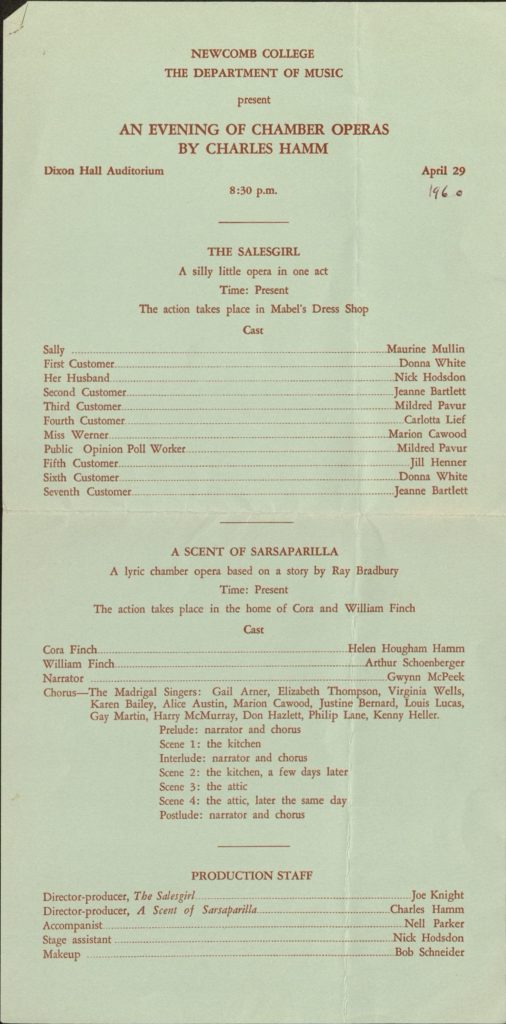 NEWCOMB COLLEGE
THE DEPARTMENT OF MUSIC
present
AN EVENING OF CHAMBER OPERAS
BY CHARLES HAMM
Dixon Hall Auditorium April 29
1960
8:30 p.m.
THE SALESGIRL
A silly little opera in one act
Time: Present
The action takes place in Mabel's Dress Shop
Cast
Sally Maurine Mullin
First Customer Donna White
Her Husband Nick Hodsdon
Second Customer Jeanne Bartlett
Third Customer Mildred Pavur
Fourth Customer Carlotta Lief
Miss Werner Marion Cawood
Public Opinion Poll Worker Mildred Pavur
Fifth Customer Jill Henner
Sixth Customer Donna White
Seventh Customer Jeanne Bartlett
A SCENT OF SARSAPARILLA
A lyric chamber opera based on a story by Ray Bradbury
Time: Present
The action takes place in the home of Cora and William Finch
Cast
Cora Finch Helen Hougham Hamm
William Finch Arthur Schoenberger
Narrator Gwynn McPeek
Chorus—The Madrigal Singers: Gail Arner, Elizabeth Thompson, Virginia Wells,
Karen Bailey, Alice Austin, Marion Cawood, Justine Bernard, Louis Lucas,
Gay Martin, Harry McMurray, Don Hazlett, Philip Lane, Kenny Heller.
Prelude: narrator and chorus
Scene 1: the kitchen
Interlude: narrator and chorus
Scene 2: the kitchen, a few days later
Scene 3: the attic
Scene 4: the attic, later the same day
Postlude: narrator and chorus
PRODUCTION STAFF
Director-producer, The Salesgirl Joe Knight
Director-producer, A Scent of Sarsaparilla Charles Hamm
Accompanist Nell Parker
Stage assistant Nick Hodsdon
Makeup Bob Schneider